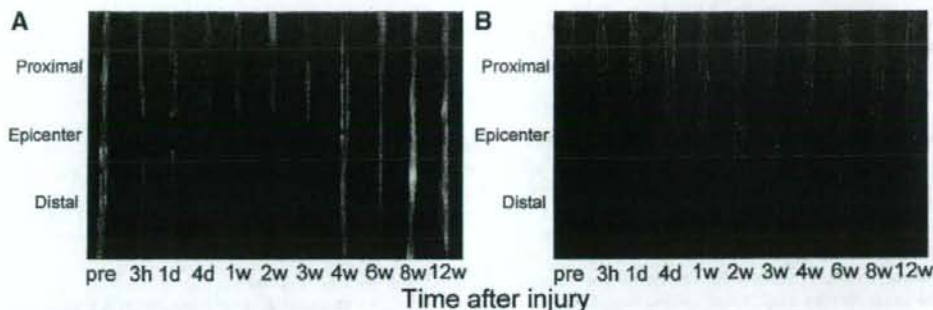 A
B
Proximal
Epicenter
Distal
pre 3h 1d 4d 1w 2w 3w 4w 6w 8w 12w
Proximal
Epicenter
Distal
pre 3h 1d 4d 1w 2w 3w 4w 6w 8w 12w
Time after injury